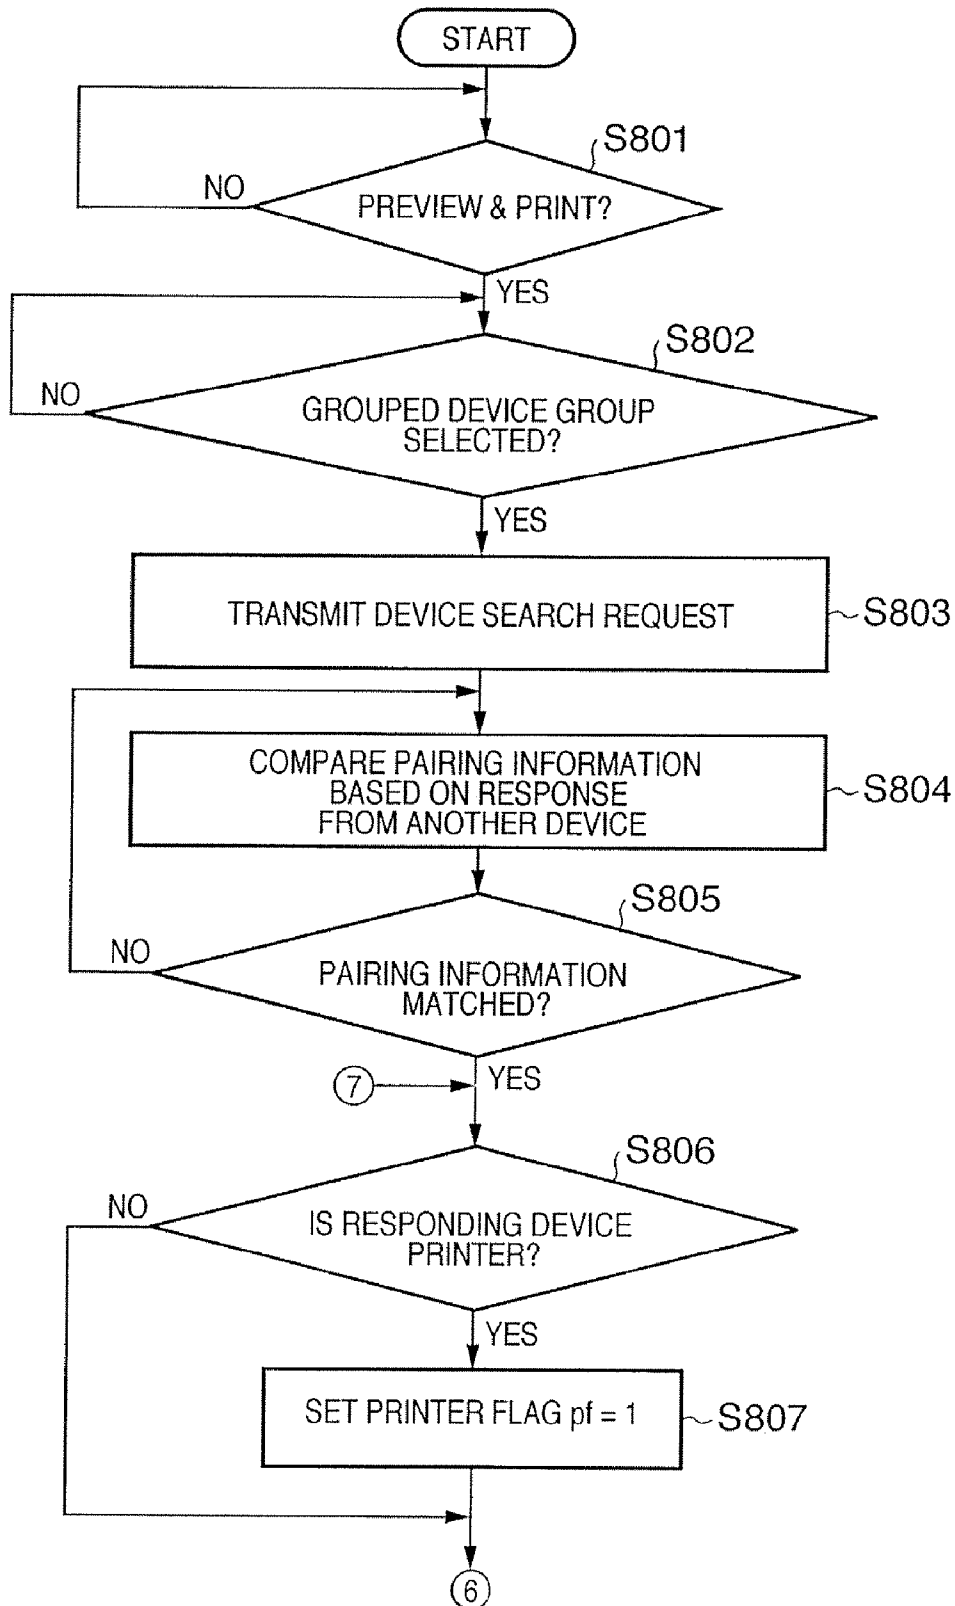 START
S801
NO
PREVIEW & PRINT?
YES
S802
NO
GROUPED DEVICE GROUP
SELECTED?
YES
TRANSMIT DEVICE SEARCH REQUEST
S803
COMPARE PAIRING INFORMATION
BASED ON RESPONSE
FROM ANOTHER DEVICE
S804
S805
NO
PAIRING INFORMATION
MATCHED?
7
YES
S806
NO
IS RESPONDING DEVICE
PRINTER?
YES
SET PRINTER FLAG pf = 1
S807
6